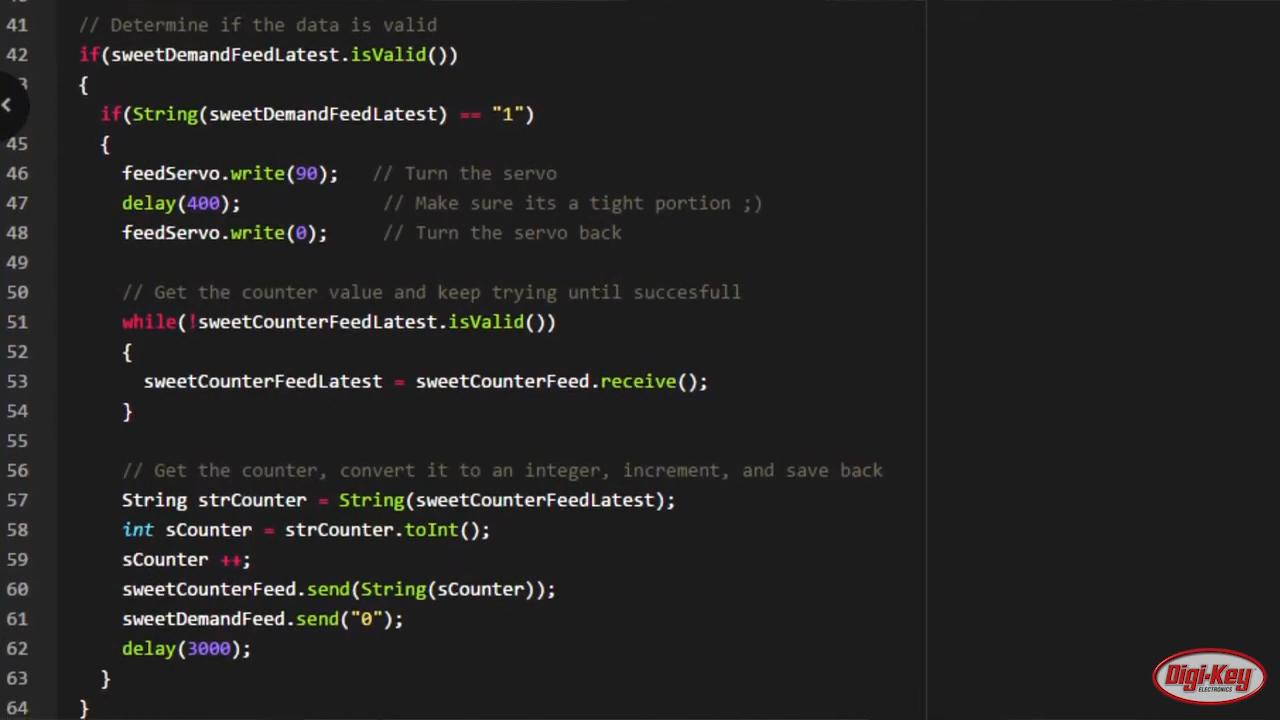 41 // Determine if the data is valid
42 if(sweetDemandFeedLatest.isValid())
3 {
if(String(sweetDemandFeedLatest) == "1")
45 {
46 feedServo.write(90); // Turn the servo
47 delay(400); // Make sure its a tight portion ;)
48 feedServo.write(0); // Turn the servo back
49
50 // Get the counter value and keep trying until succesfull
51 while(!sweetCounterFeedLatest.isValid())
52 {
53 sweetCounterFeedLatest = sweetCounterFeed.receive();
54 }
55
56 // Get the counter, convert it to an integer, increment, and save back
57 String strCounter = String(sweetCounterFeedLatest);
58 int sCounter = strCounter.toInt();
59 sCounter ++;
60 sweetCounterFeed.send(String(sCounter));
61 sweetDemandFeed.send("0");
62 delay(3000);
63 }
64 }
Digi-Key
ELECTRONICS